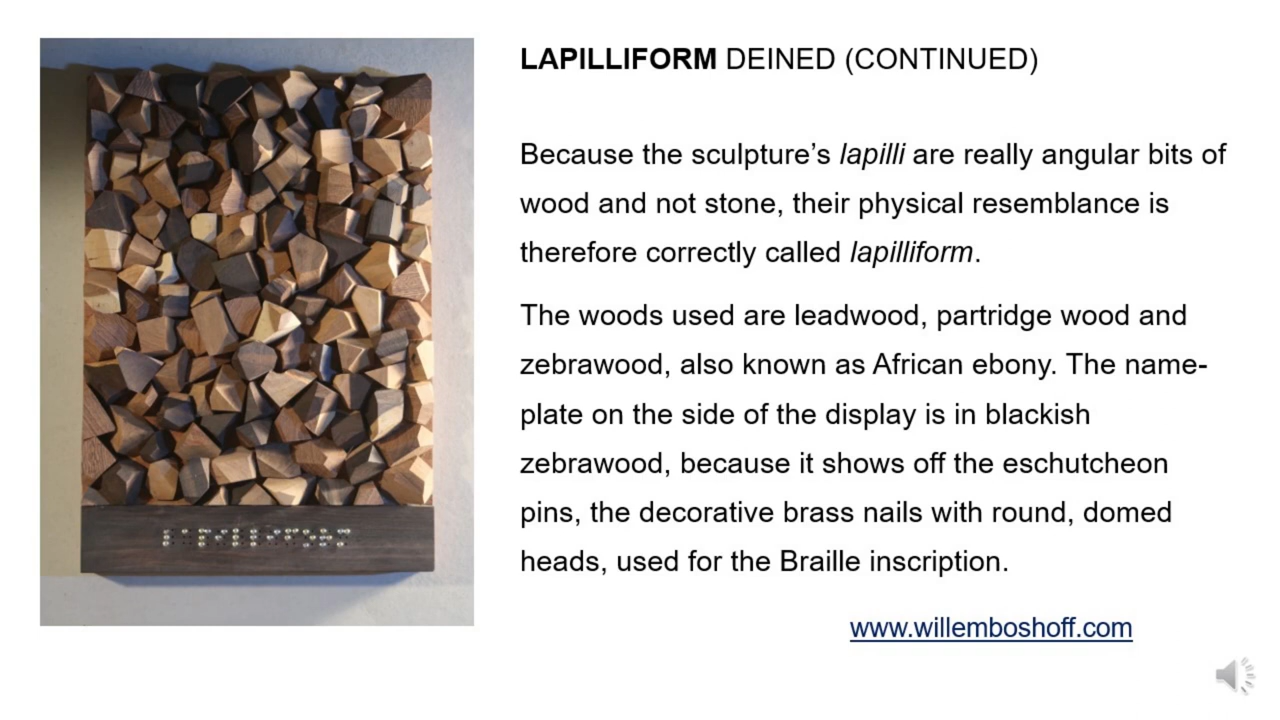 LAPILLIFORM DEINED (CONTINUED)
Because the sculpture's lapilli are really angular bits of
wood and not stone, their physical resemblance is
therefore correctly called lapilliform.
The woods used are leadwood, partridge wood and
zebrawood, also known as African ebony. The name-
plate on the side of the display is in blackish
zebrawood, because it shows off the eschutcheon
pins, the decorative brass nails with round, domed
heads, used for the Braille inscription.
www.willemboshoff.com